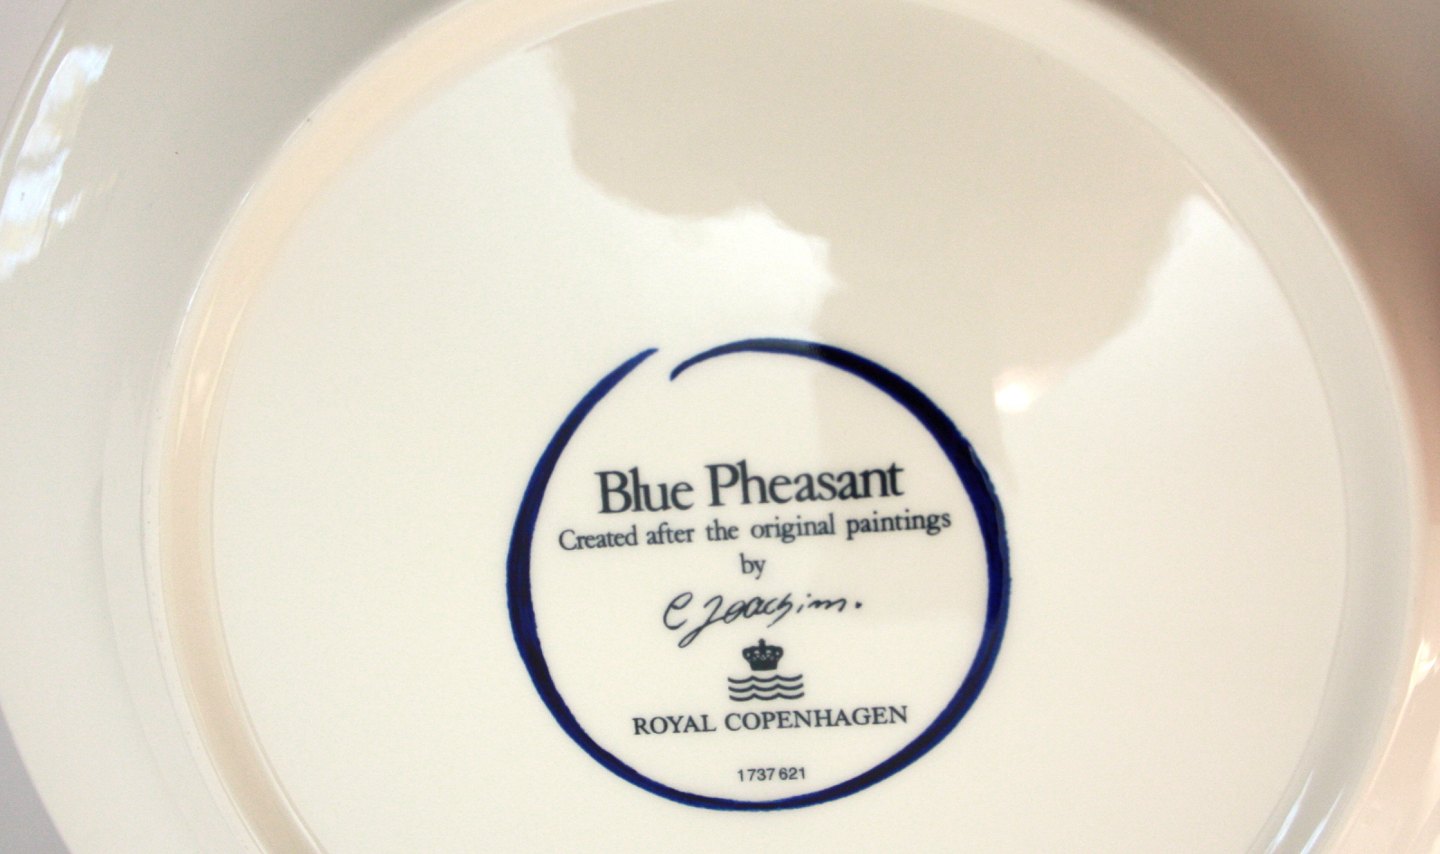 Blue Pheasant
Created after the original paintings
by
C Joachim.
ROYAL COPENHAGEN
1737621